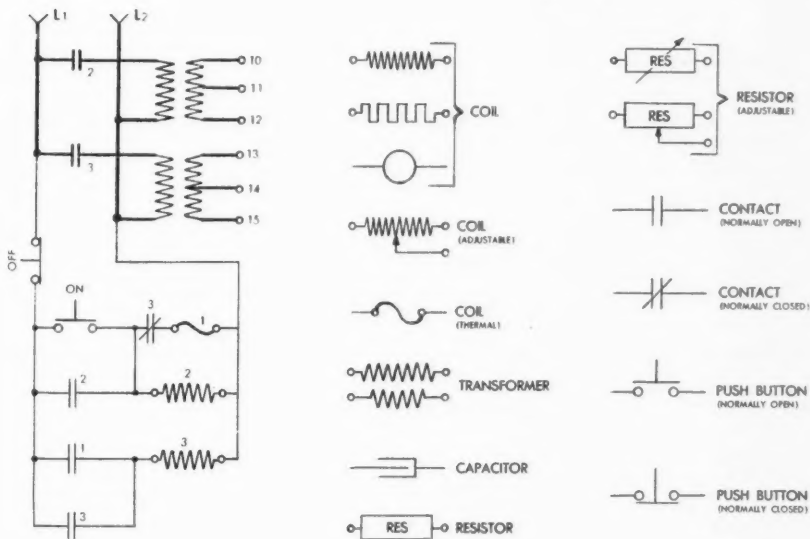 L1
L2
2
10
11
12
3
13
14
15
OFF
ON
3
1
2
2
1
3
3
COIL
COIL
(ADJUSTABLE)
COIL
(THERMAL)
TRANSFORMER
CAPACITOR
RES
RESISTOR
RES
RES
RESISTOR
(ADJUSTABLE)
CONTACT
(NORMALLY OPEN)
CONTACT
(NORMALLY CLOSED)
PUSH BUTTON
(NORMALLY OPEN)
PUSH BUTTON
(NORMALLY CLOSED)